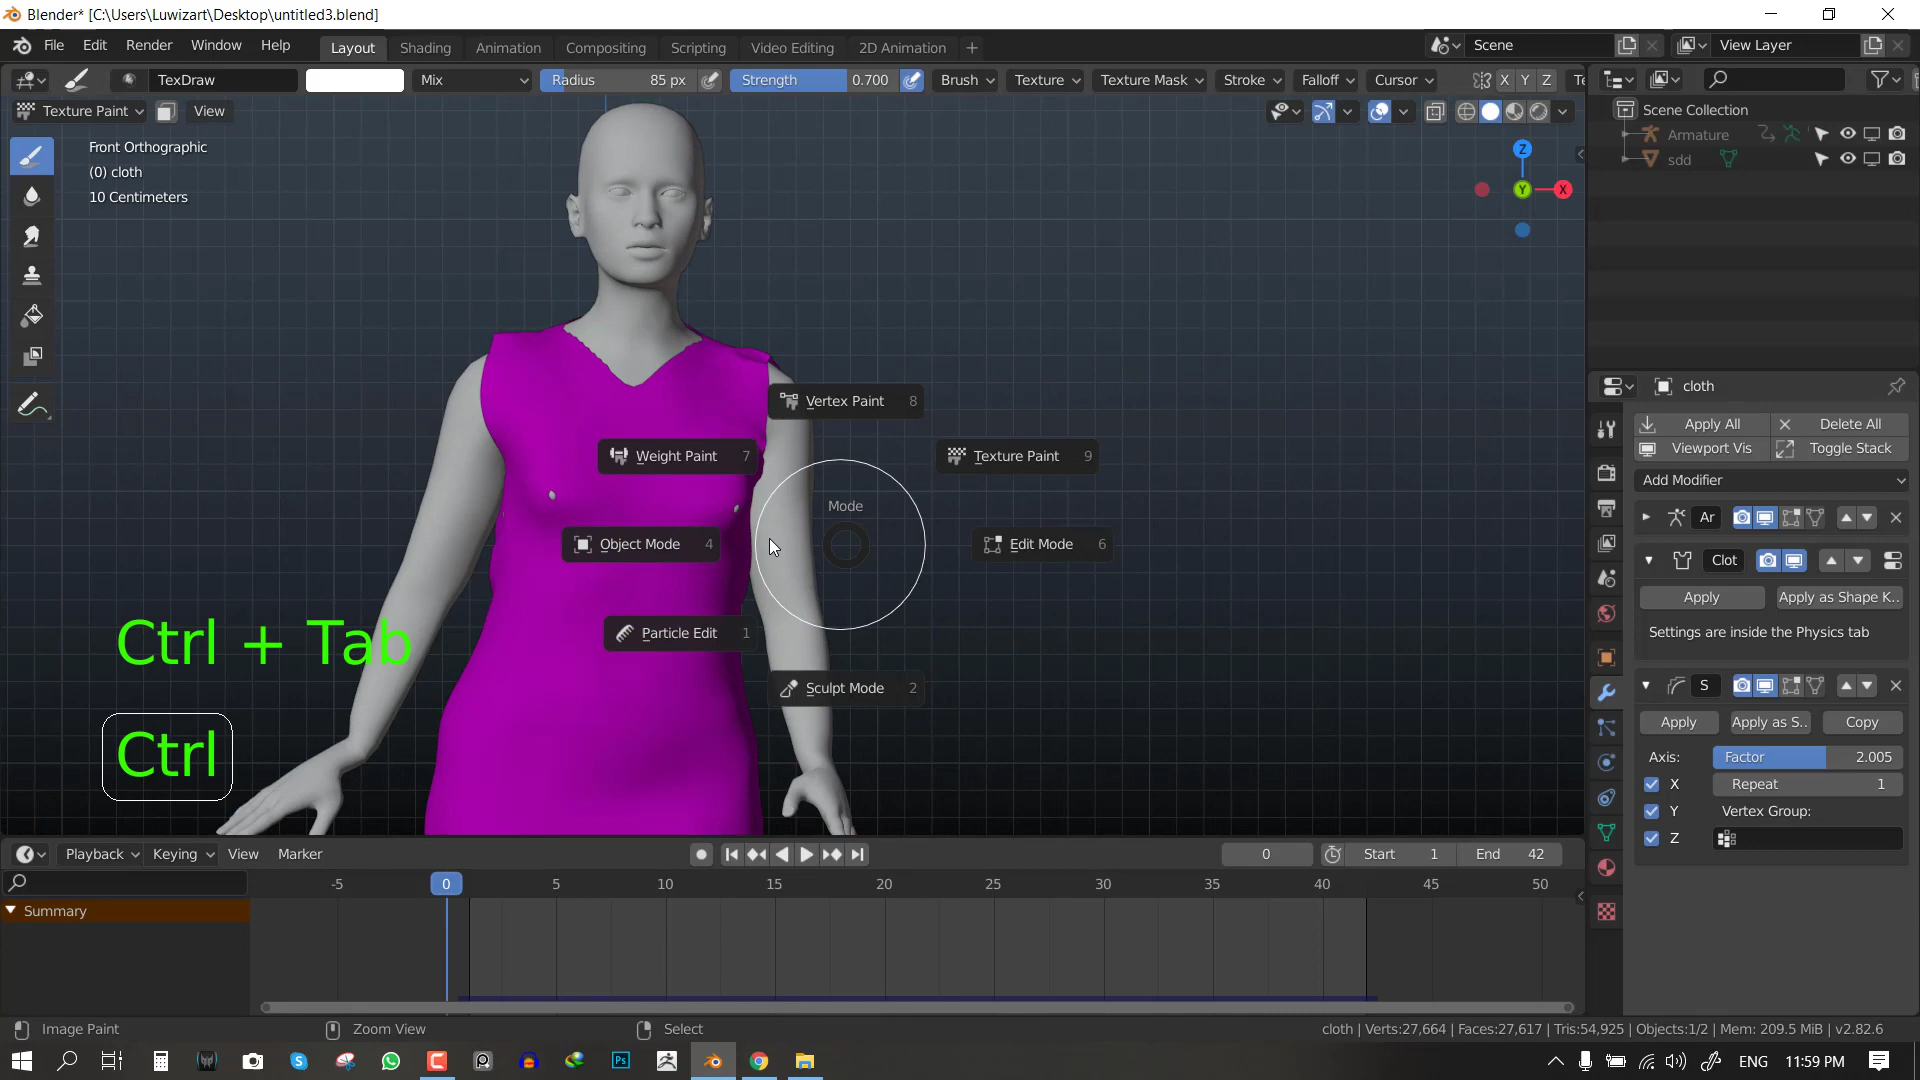 Blender* [C:\Users\Luwizart\Desktop\untitled3.blend]
File Edit Render Window Help Layout Shading Animation Compositing Scripting Video Editing 2D Animation + Scene View Layer
TexDraw Mix Radius 85 px Strength 0.700 Brush Texture Texture Mask Stroke Falloff Cursor X Y Z Te
Texture Paint View
Front Orthographic
(0) cloth
10 Centimeters
Z
Y
X
Scene Collection
Armature
sdd
Vertex Paint 8
Weight Paint 7
Texture Paint 9
Mode
Object Mode 4
Edit Mode 6
Particle Edit 1
Sculpt Mode 2
Ctrl + Tab
Ctrl
cloth
Apply All Delete All
Viewport Vis Toggle Stack
Add Modifier
Ar
Clot
Apply Apply as Shape K..
Settings are inside the Physics tab
S
Apply Apply as S.. Copy
Axis: Factor 2.005
X Repeat 1
Y Vertex Group:
Z
Playback Keying View Marker 0 Start 1 End 42
-5 0 5 10 15 20 25 30 35 40 45 50
Summary
Image Paint Zoom View Select cloth | Verts:27,664 | Faces:27,617 | Tris:54,925 | Objects:1/2 | Mem: 209.5 MiB | v2.82.6
Ps ENG 11:59 PM